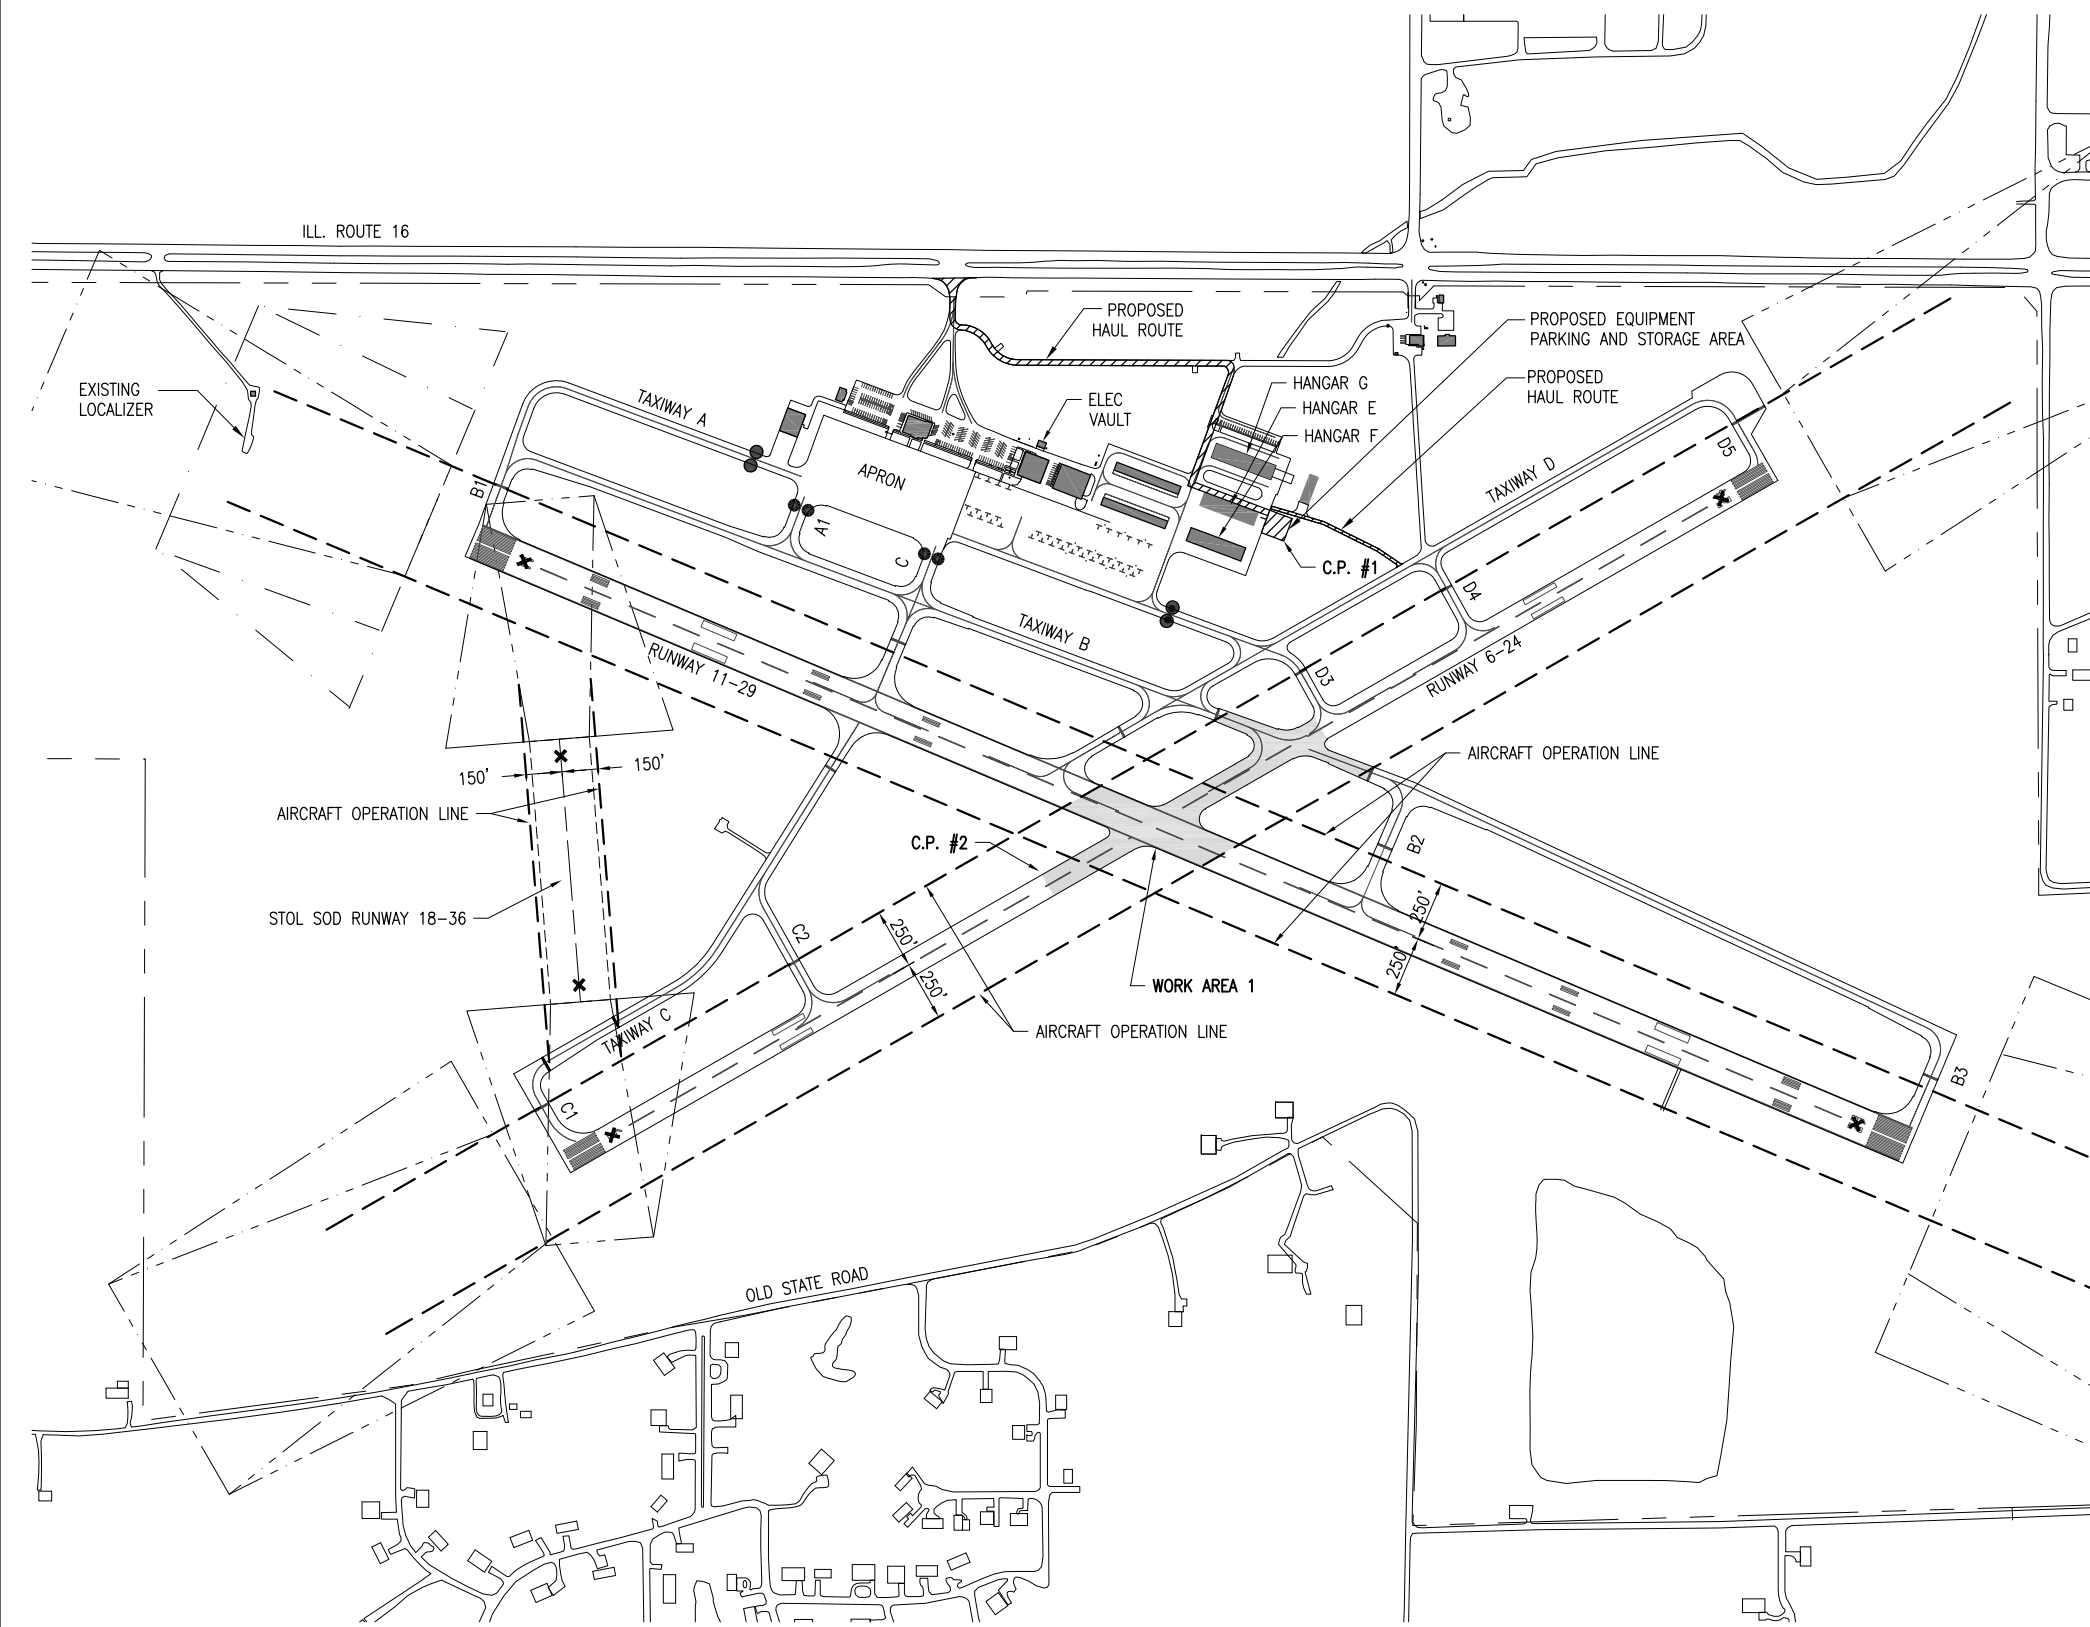 ILL. ROUTE 16
PROPOSED
HAUL ROUTE
PROPOSED EQUIPMENT
PARKING AND STORAGE AREA
EXISTING
LOCALIZER
TAXIWAY A
ELEC
VAULT
HANGAR G
HANGAR E
HANGAR F
PROPOSED
HAUL ROUTE
D5
B1
APRON
TAXIWAY D
A1
C
C.P. #1
D4
TAXIWAY B
RUNWAY 11-29
D3
RUNWAY 6-24
150'
150'
AIRCRAFT OPERATION LINE
AIRCRAFT OPERATION LINE
C.P. #2
B2
STOL SOD RUNWAY 18-36
C2
250'
250'
250'
250'
WORK AREA 1
TAXIWAY C
AIRCRAFT OPERATION LINE
C1
B3
OLD STATE ROAD